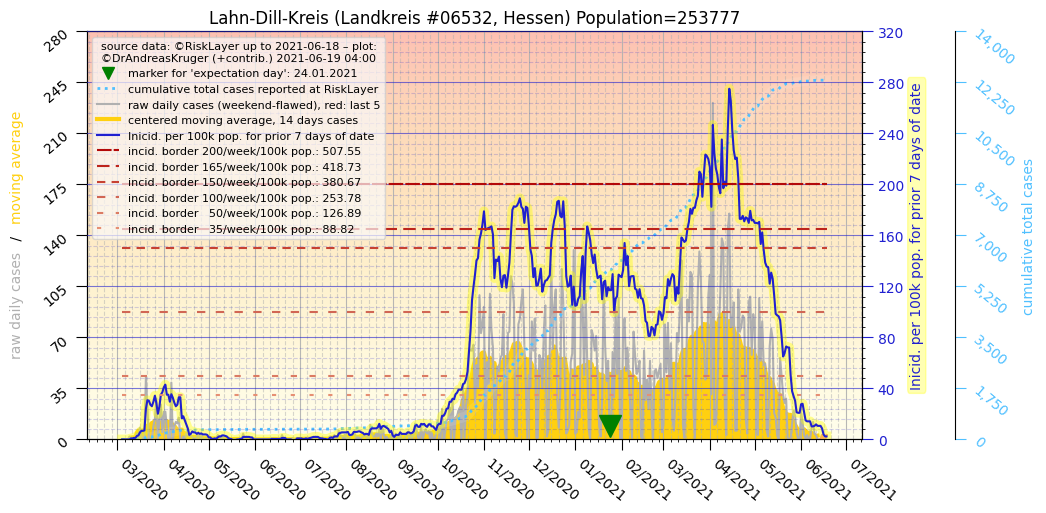 Lahn-Dill-Kreis (Landkreis #06532, Hessen) Population=253777
source data: ©RiskLayer up to 2021-06-18 – plot:
©DrAndreasKruger (+contrib.) 2021-06-19 04:00
marker for 'expectation day': 24.01.2021
cumulative total cases reported at RiskLayer
raw daily cases (weekend-flawed), red: last 5
centered moving average, 14 days cases
Inicid. per 100k pop. for prior 7 days of date
incid. border 200/week/100k pop.: 507.55
incid. border 165/week/100k pop.: 418.73
incid. border 150/week/100k pop.: 380.67
incid. border 100/week/100k pop.: 253.78
incid. border   50/week/100k pop.: 126.89
incid. border   35/week/100k pop.: 88.82
raw daily cases / moving average
280
245
210
175
140
105
70
35
0
03/2020
04/2020
05/2020
06/2020
07/2020
08/2020
09/2020
10/2020
11/2020
12/2020
01/2021
02/2021
03/2021
04/2021
05/2021
06/2021
07/2021
320
280
240
200
160
120
80
40
0
Inicid. per 100k pop. for prior 7 days of date
14,000
12,250
10,500
8,750
7,000
5,250
3,500
1,750
0
cumulative total cases